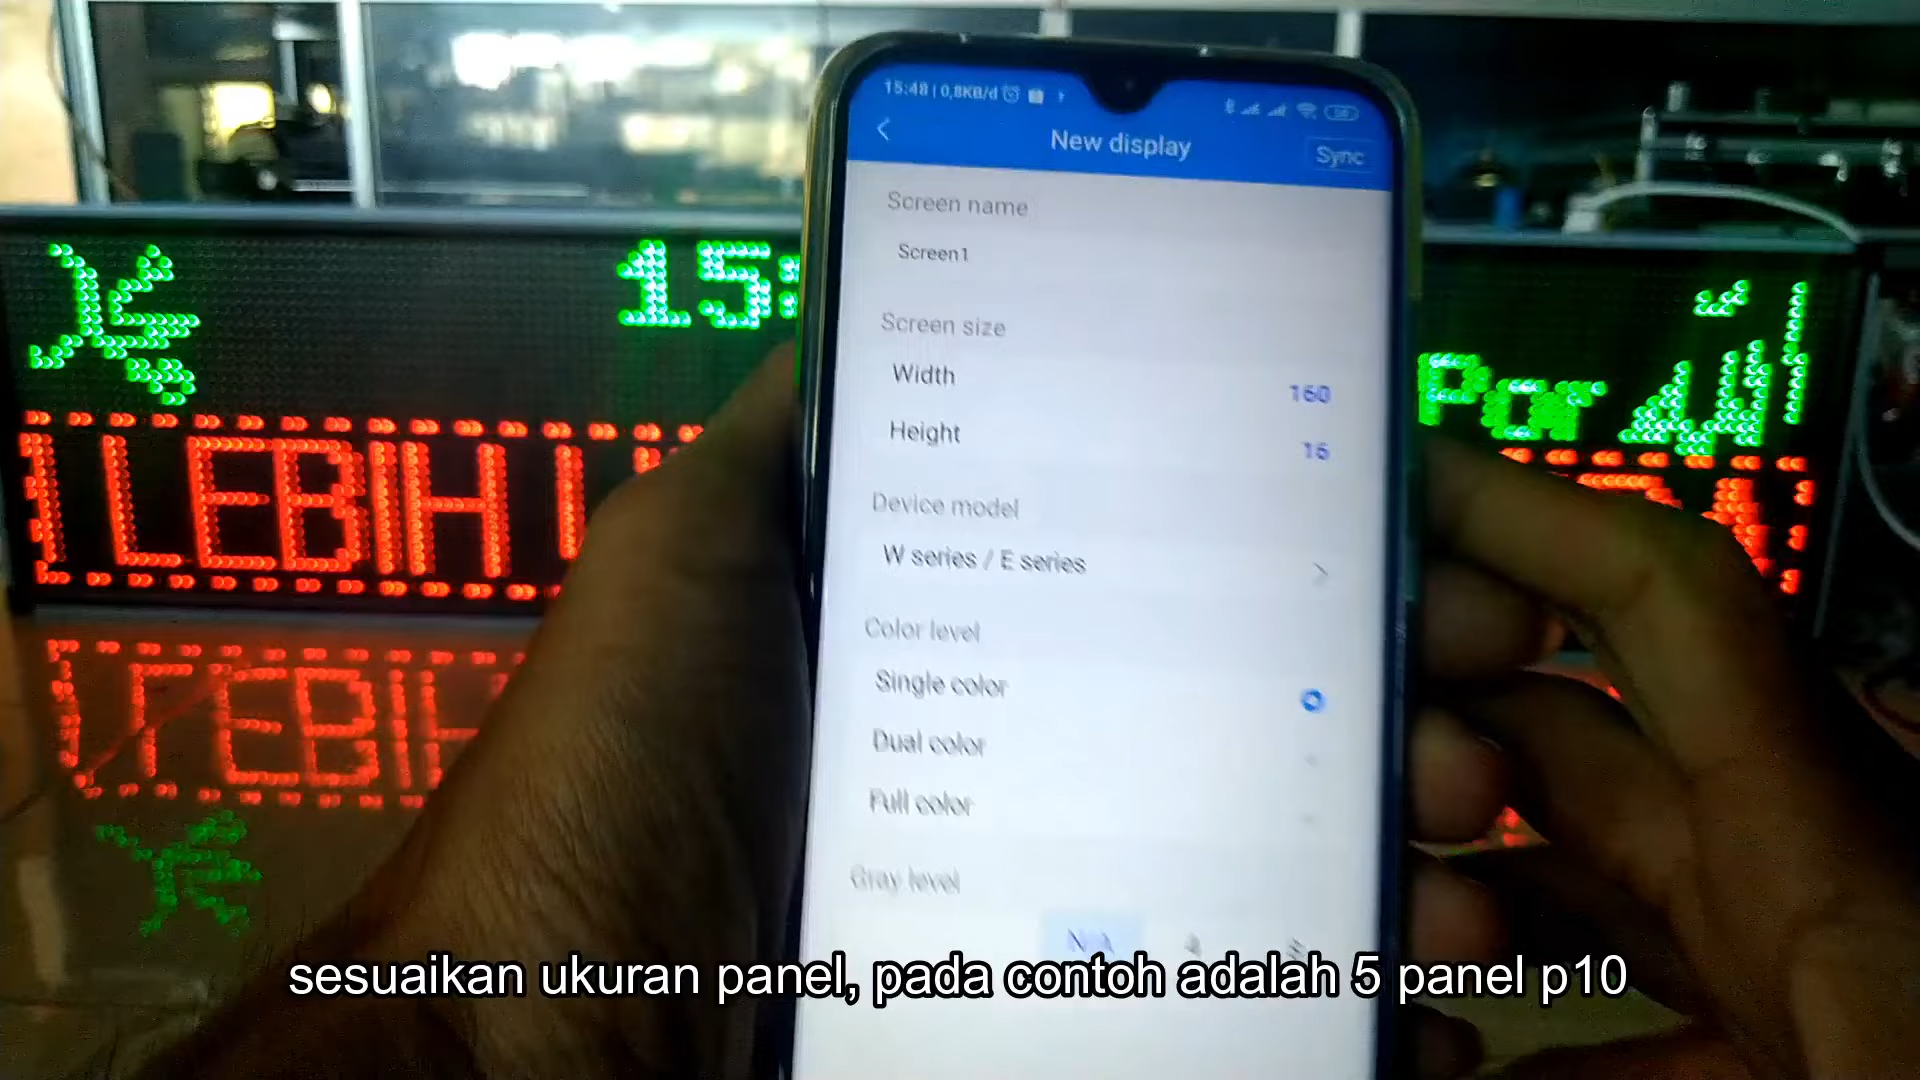 15:48 | 0,8KB/d
New display
Sync
Screen name
Screen1
Screen size
Width
160
Height
16
Device model
W series / E series
Color level
Single color
Dual color
Full color
Gray level
N/A
15:
Por
الله
LEBIH
sesuaikan ukuran panel, pada contoh adalah 5 panel p10